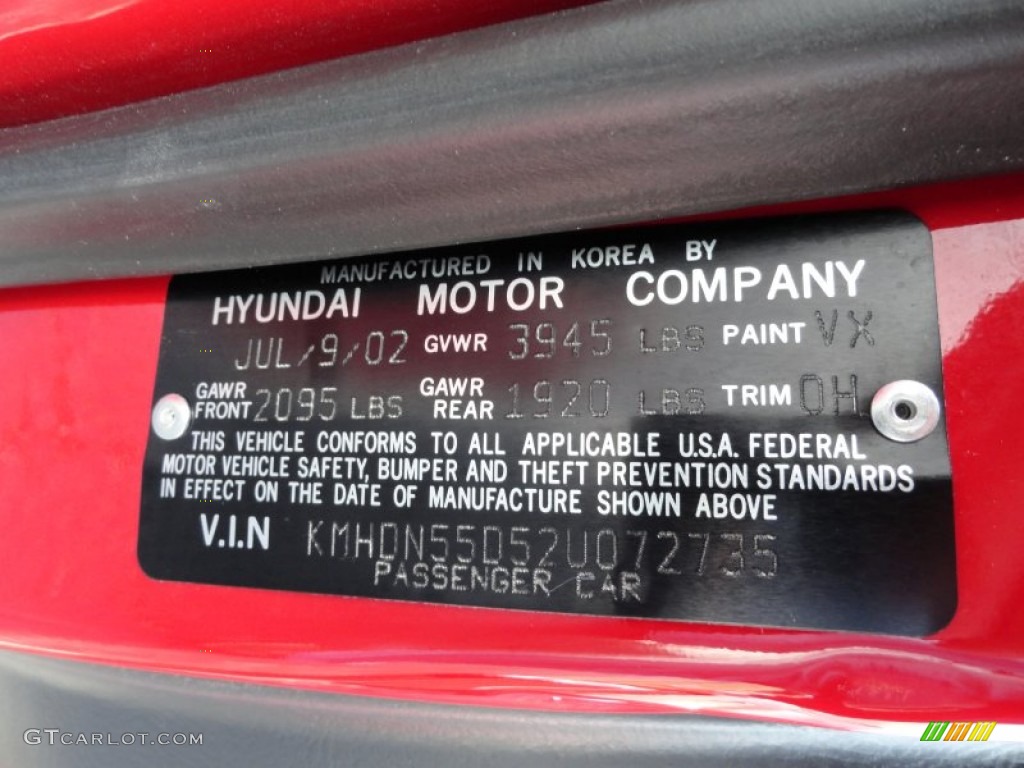 MANUFACTURED IN KOREA BY
HYUNDAI MOTOR COMPANY
JUL/9/02 GVWR 3945 LBS PAINT VX
GAWR FRONT 2095 LBS GAWR REAR 1920 LBS TRIM OH
THIS VEHICLE CONFORMS TO ALL APPLICABLE U.S.A. FEDERAL
MOTOR VEHICLE SAFETY, BUMPER AND THEFT PREVENTION STANDARDS
IN EFFECT ON THE DATE OF MANUFACTURE SHOWN ABOVE
V.I.N KMHDN55D52U072735
PASSENGER CAR
GTCARLOT.COM